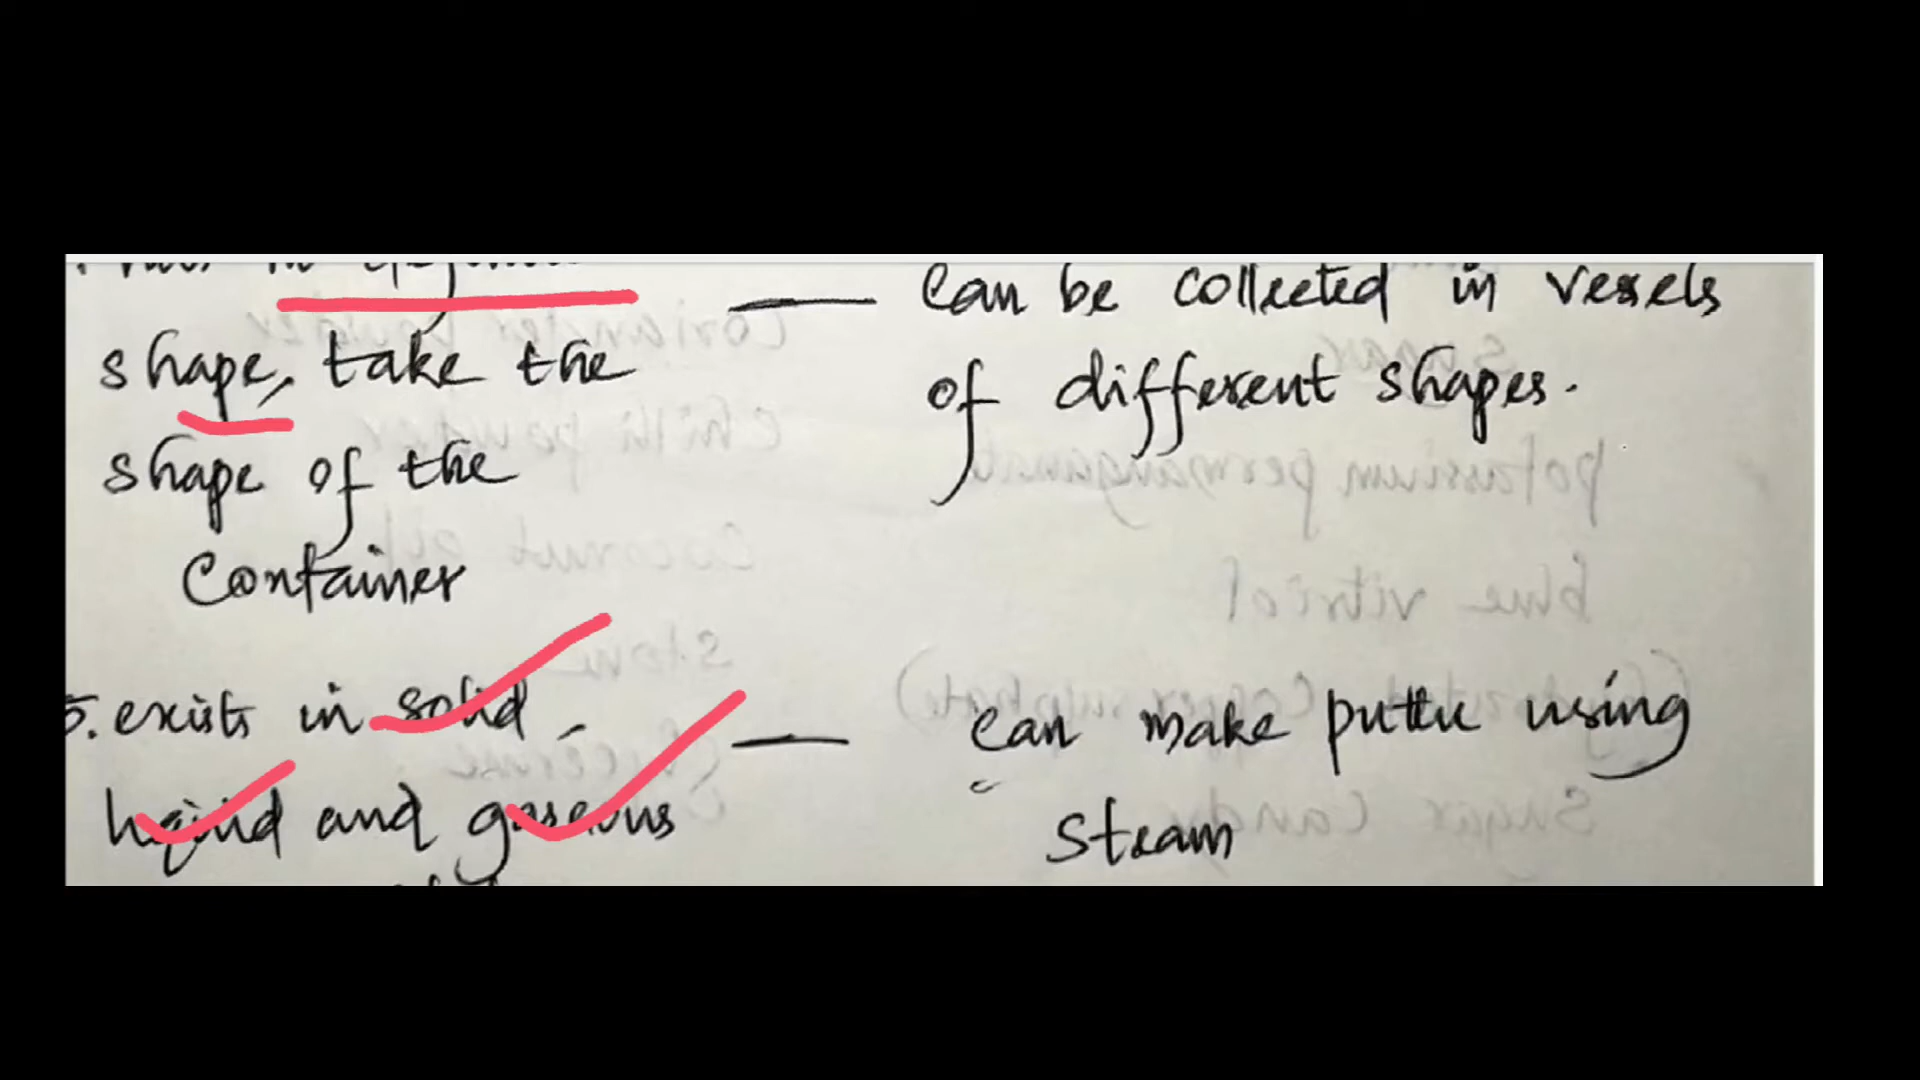 can be collected in vessels
shape, take the
of different shapes.
shape of the
Container
5. exists in solid,
can make puttu using
liquid and gaseous
steam